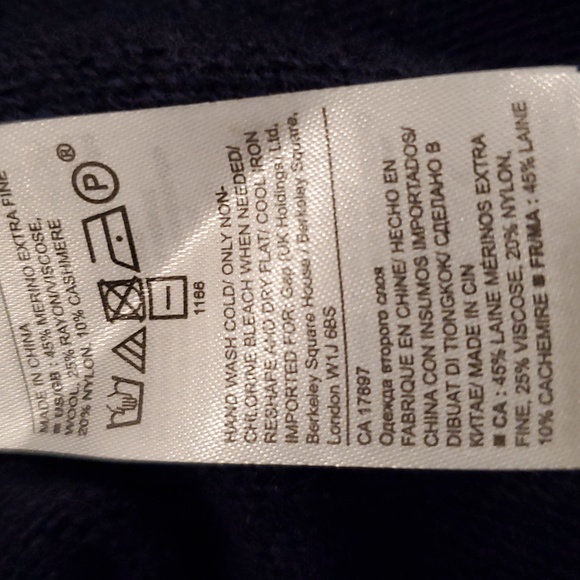 MADE IN CHINA
■ US/GB : 45% MERINO EXTRA FINE
WOOL, 25% RAYON/VISCOSE,
20% NYLON, 10% CASHMERE
®
P
1166
HAND WASH COLD/ ONLY NON-
CHLORINE BLEACH WHEN NEEDED/
RESHAPE AND DRY FLAT/ COOL IRON
IMPORTED FOR: Gap (UK Holdings) Ltd.
Berkeley Square House / Berkeley Square,
London W1J 6BS
CA 17897
Одежда второго слоя
FABRIQUÉ EN CHINE/ HECHO EN
CHINA CON INSUMOS IMPORTADOS/
DIBUAT DI TIONGKOK/ СДЕЛАНО В
КИТАЕ/ MADE IN CIN
■ CA : 45% LAINE MÉRINOS EXTRA
FINE, 25% VISCOSE, 20% NYLON,
10% CACHEMIRE ■ FR/MA : 45% LAINE